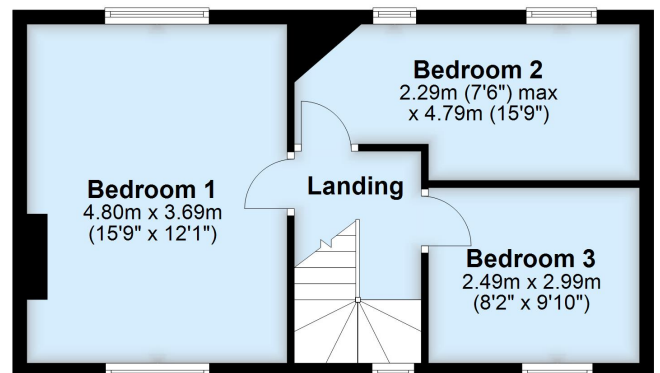 Bedroom 1
4.80m x 3.69m
(15'9" x 12'1")
Bedroom 2
2.29m (7'6") max
x 4.79m (15'9")
Landing
Bedroom 3
2.49m x 2.99m
(8'2" x 9'10")